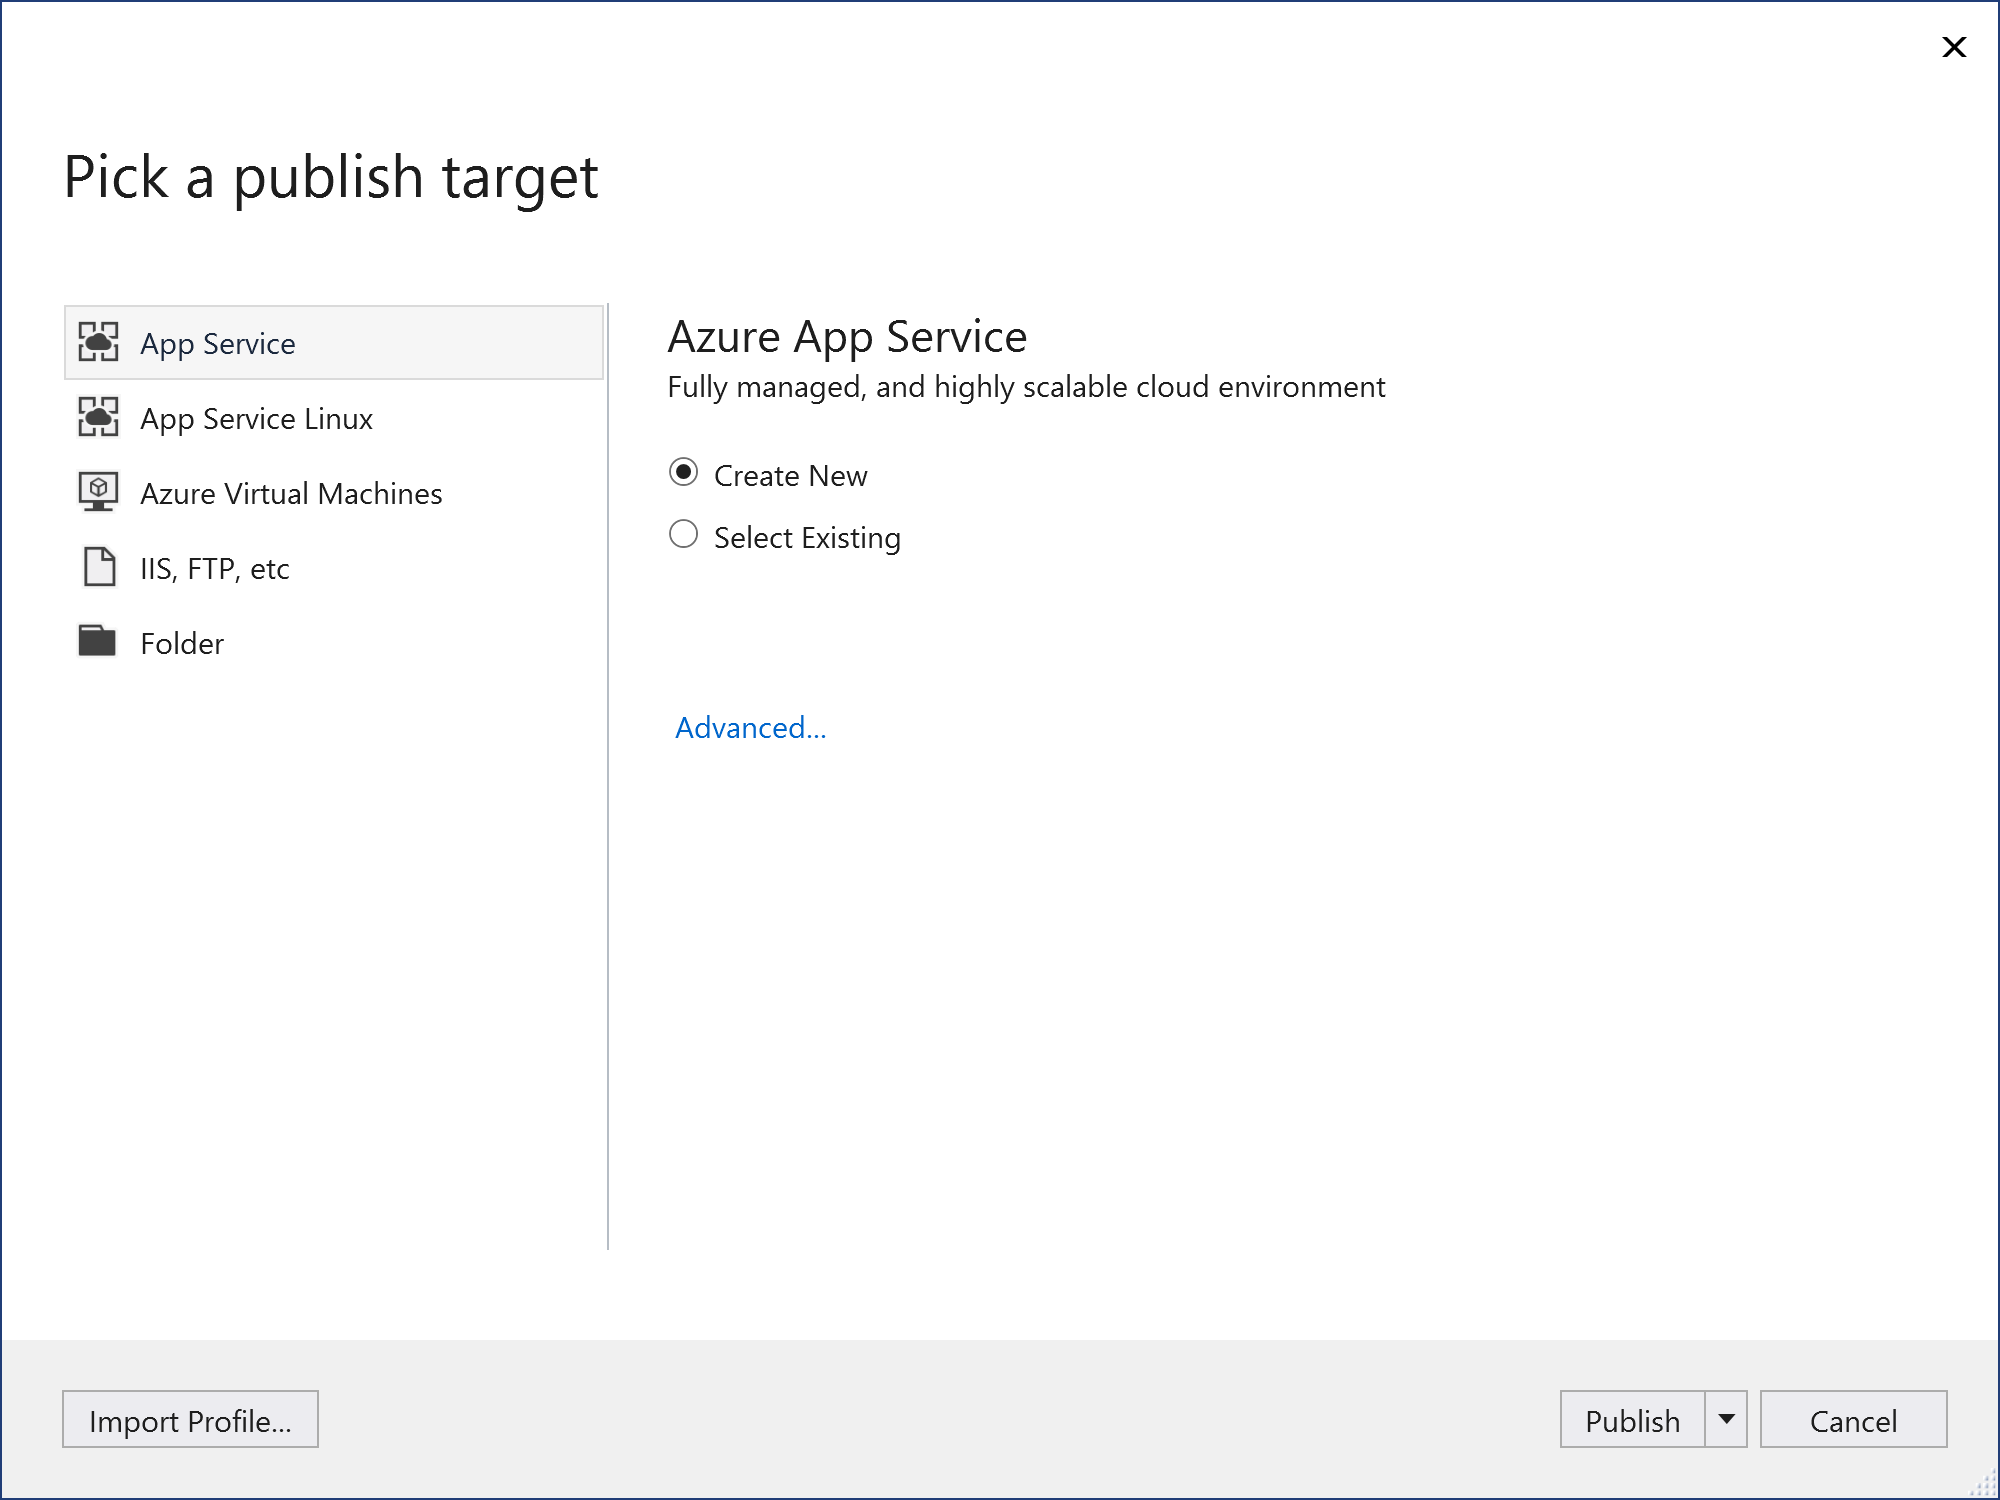 Pick a publish target
App Service
App Service Linux
Azure Virtual Machines
IIS, FTP, etc
Folder
Azure App Service
Fully managed, and highly scalable cloud environment
Create New
Select Existing
Advanced...
Import Profile...
Publish
Cancel